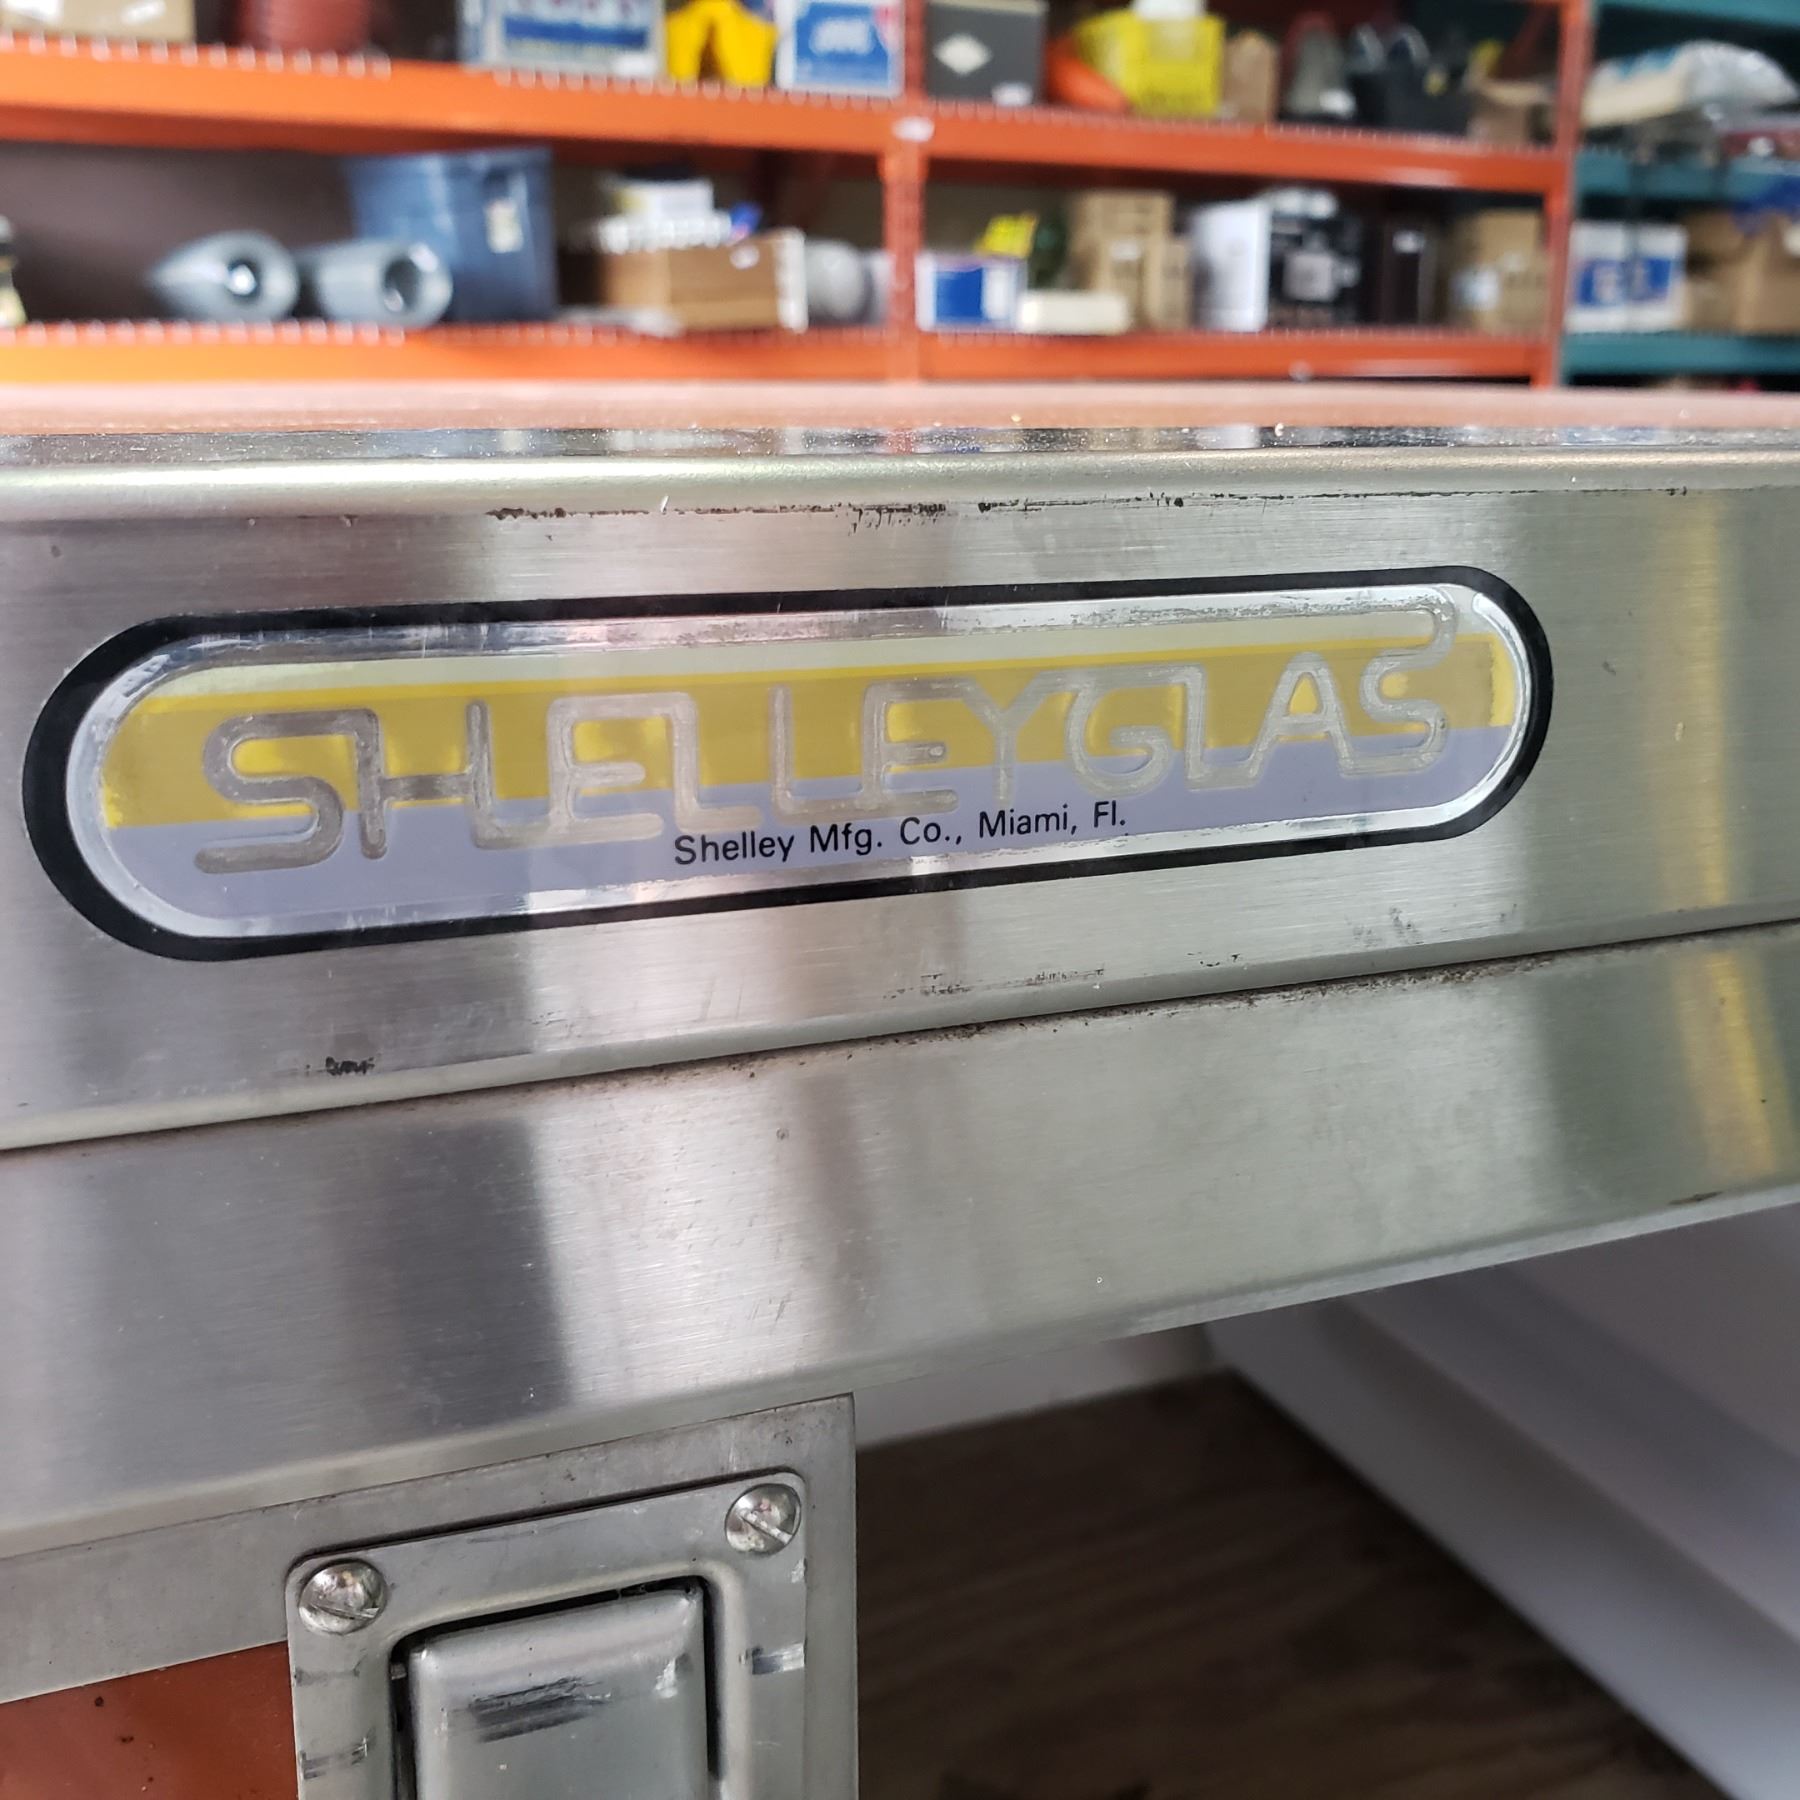 SHELLEYGLAS
Shelley Mfg. Co., Miami, Fl.